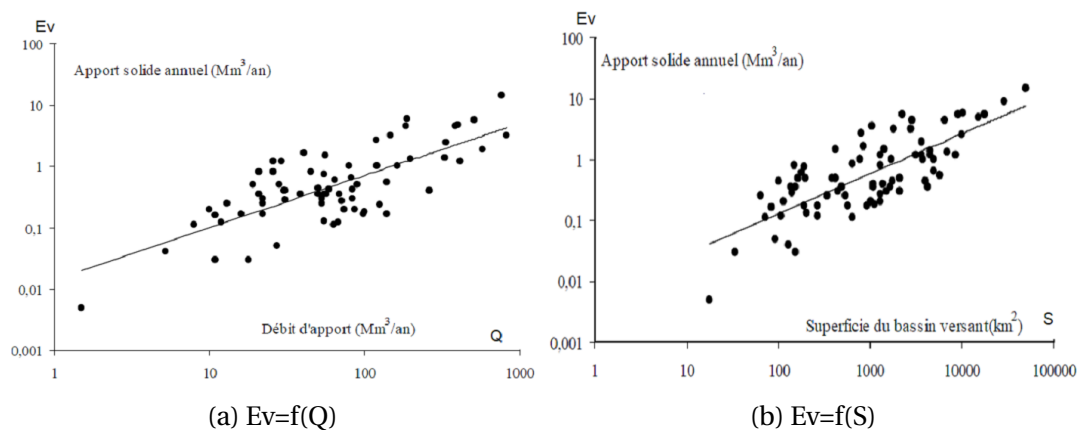 Ev
100
Apport solide annuel (Mm³/an)
10
1
0,1
0,01
Débit d'apport (Mm³/an)
Q
0,001
1
10
100
1000
(a) Ev=f(Q)
Ev
100
Apport solide annuel (Mm³/an)
10
1
0,1
0,01
Superficie du bassin versant(km²)
S
0,001
1
10
100
1000
10000
100000
(b) Ev=f(S)